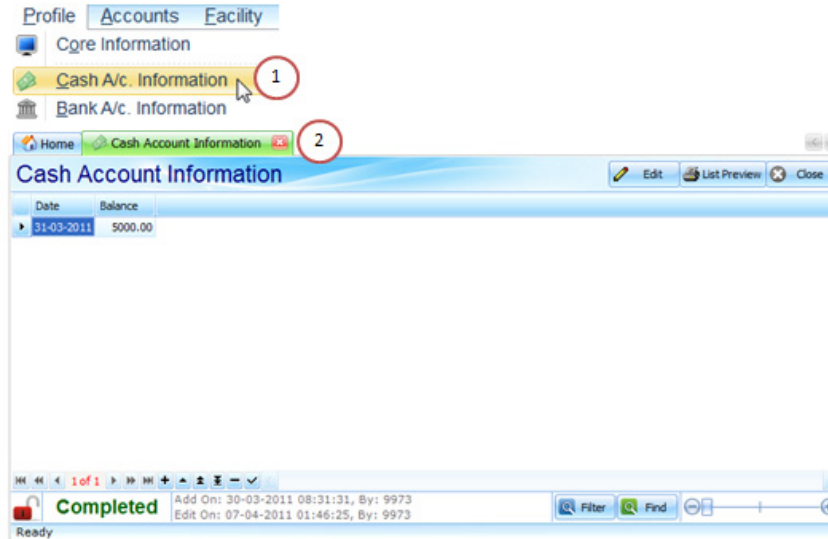 Profile Accounts Facility
Core Information
Cash A/c. Information 1
Bank A/c. Information
Home Cash Account Information 2
Cash Account Information Edit List Preview Close
Date Balance
31-03-2011 5000.00
1 of 1
Completed Add On: 30-03-2011 08:31:31, By: 9973
Edit On: 07-04-2011 01:46:25, By: 9973
Filter Find
Ready